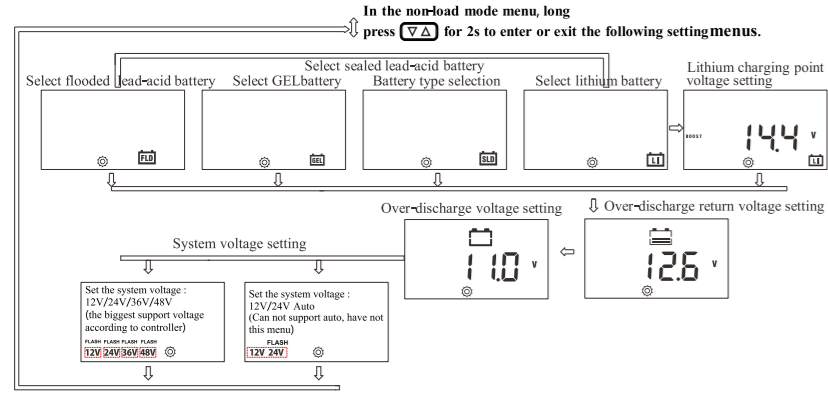 In the non-load mode menu, long
press ▽△ for 2s to enter or exit the following setting menus.
Select sealed lead-acid battery
Select flooded lead-acid battery
Select GELbattery
Battery type selection
Select lithium battery
Lithium charging point
voltage setting
FLD
GEL
SLD
LI
BOOST
14.4 V
LI
Over-discharge voltage setting
Over-discharge return voltage setting
11.0 V
12.6 V
System voltage setting
Set the system voltage :
12V/24V/36V/48V
(the biggest support voltage
according to controller)
FLASH FLASH FLASH FLASH
12V 24V 36V 48V
Set the system voltage :
12V/24V Auto
(Can not support auto, have not
this menu)
FLASH
12V 24V